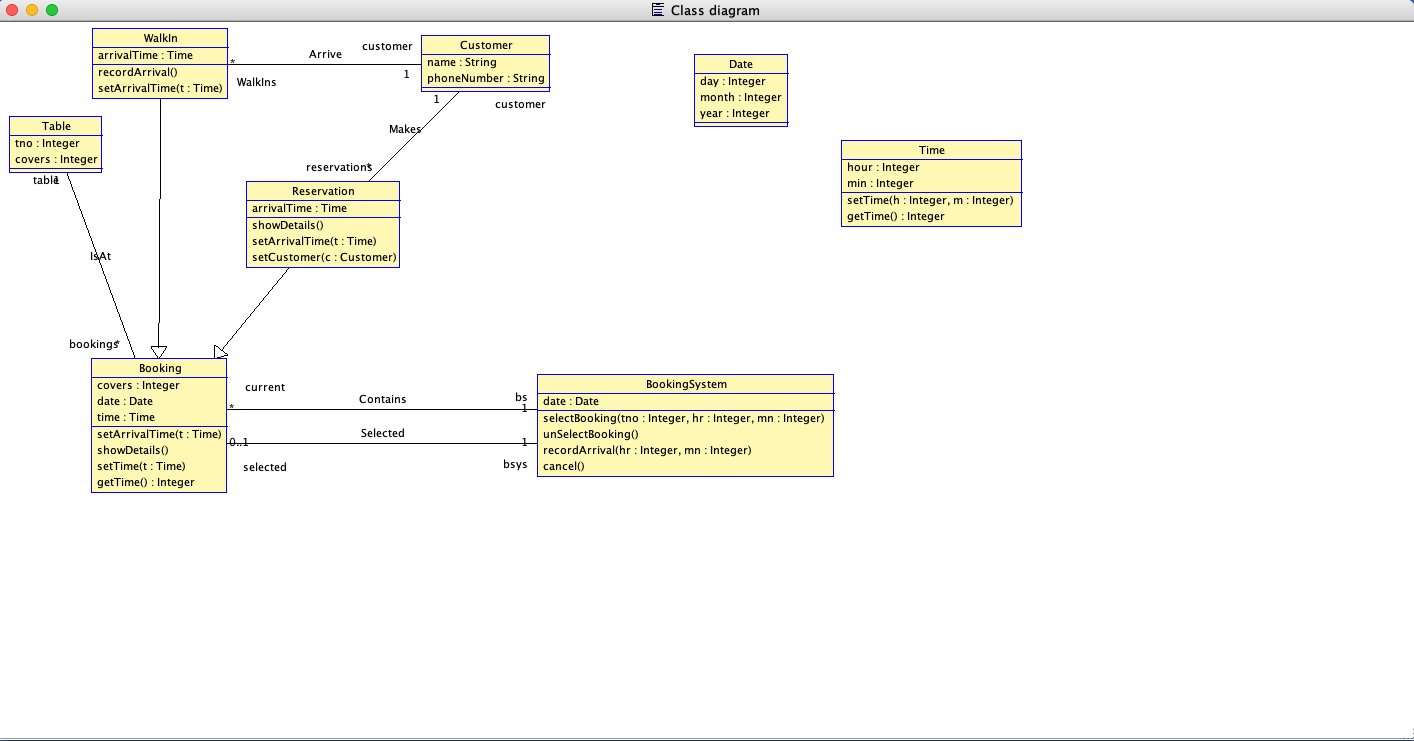 Class diagram
WalkIn
arrivalTime : Time
recordArrival()
setArrivalTime(t : Time)
*
Arrive
customer
1
WalkIns
Customer
name : String
phoneNumber : String
1
customer
Makes
reservations
*
Date
day : Integer
month : Integer
year : Integer
Table
tno : Integer
covers : Integer
table
1
IsAt
bookings
*
Time
hour : Integer
min : Integer
setTime(h : Integer, m : Integer)
getTime() : Integer
Reservation
arrivalTime : Time
showDetails()
setArrivalTime(t : Time)
setCustomer(c : Customer)
Booking
covers : Integer
date : Date
time : Time
setArrivalTime(t : Time)
showDetails()
setTime(t : Time)
getTime() : Integer
current
*
Contains
bs
1
0..1
Selected
1
selected
bsys
BookingSystem
date : Date
selectBooking(tno : Integer, hr : Integer, mn : Integer)
unSelectBooking()
recordArrival(hr : Integer, mn : Integer)
cancel()